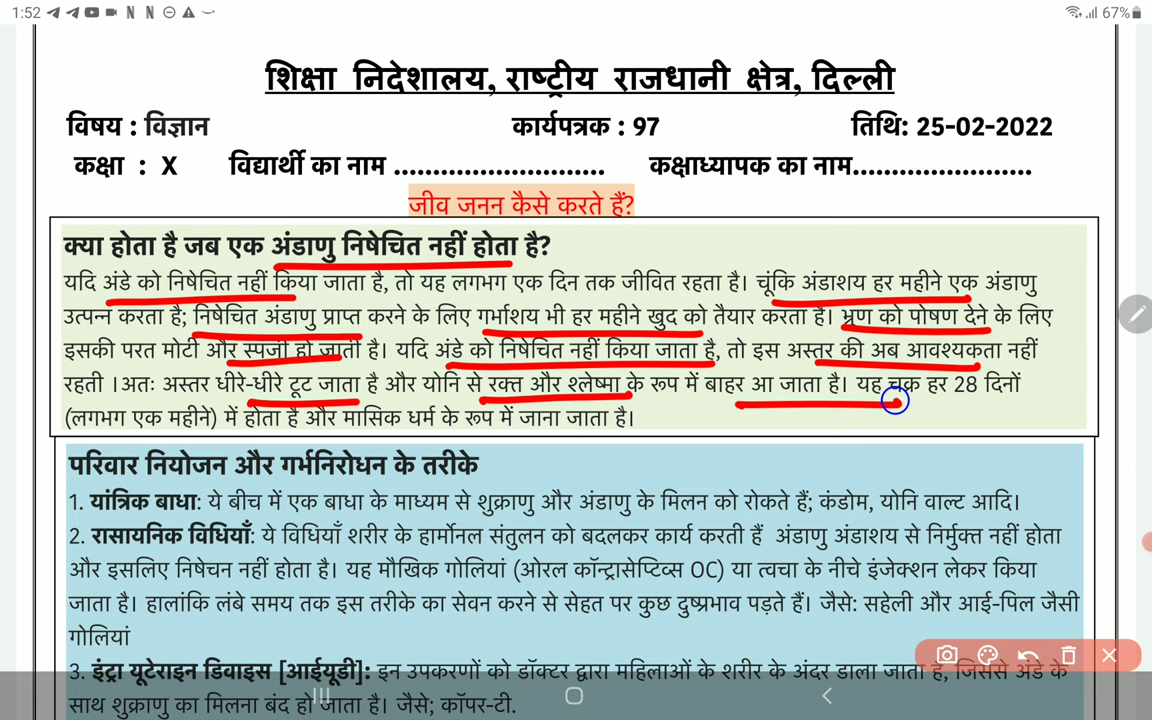 1:52
67%
शिक्षा निदेशालय, राष्ट्रीय राजधानी क्षेत्र, दिल्ली
विषय : विज्ञान कार्यपत्रक : 97 तिथि: 25-02-2022
कक्षा : X विद्यार्थी का नाम .......................... कक्षाध्यापक का नाम.......................
जीव जनन कैसे करते हैं?
क्या होता है जब एक अंडाणु निषेचित नहीं होता है?
यदि अंडे को निषेचित नहीं किया जाता है, तो यह लगभग एक दिन तक जीवित रहता है। चूंकि अंडाशय हर महीने एक अंडाणु
उत्पन्न करता है; निषेचित अंडाणु प्राप्त करने के लिए गर्भाशय भी हर महीने खुद को तैयार करता है। भ्रूण को पोषण देने के लिए
इसकी परत मोटी और स्पंजी हो जाती है। यदि अंडे को निषेचित नहीं किया जाता है, तो इस अस्तर की अब आवश्यकता नहीं
रहती ।अतः अस्तर धीरे-धीरे टूट जाता है और योनि से रक्त और श्लेष्मा के रूप में बाहर आ जाता है। यह चक्र हर 28 दिनों
(लगभग एक महीने) में होता है और मासिक धर्म के रूप में जाना जाता है।
परिवार नियोजन और गर्भनिरोधन के तरीके
1. यांत्रिक बाधा: ये बीच में एक बाधा के माध्यम से शुक्राणु और अंडाणु के मिलन को रोकते हैं; कंडोम, योनि वाल्ट आदि।
2. रासायनिक विधियाँ: ये विधियाँ शरीर के हार्मोनल संतुलन को बदलकर कार्य करती हैं अंडाणु अंडाशय से निर्मुक्त नहीं होता
और इसलिए निषेचन नहीं होता है। यह मौखिक गोलियां (ओरल कॉन्ट्रासेप्टिव्स OC) या त्वचा के नीचे इंजेक्शन लेकर किया
जाता है। हालांकि लंबे समय तक इस तरीके का सेवन करने से सेहत पर कुछ दुष्प्रभाव पड़ते हैं। जैसे: सहेली और आई-पिल जैसी
गोलियां
3. इंट्रा यूटेराइन डिवाइस [आईयूडी]: इन उपकरणों को डॉक्टर द्वारा महिलाओं के शरीर के अंदर डाला जाता है, जिससे अंडे के
साथ शुक्राणु का मिलना बंद हो जाता है। जैसे; कॉपर-टी.